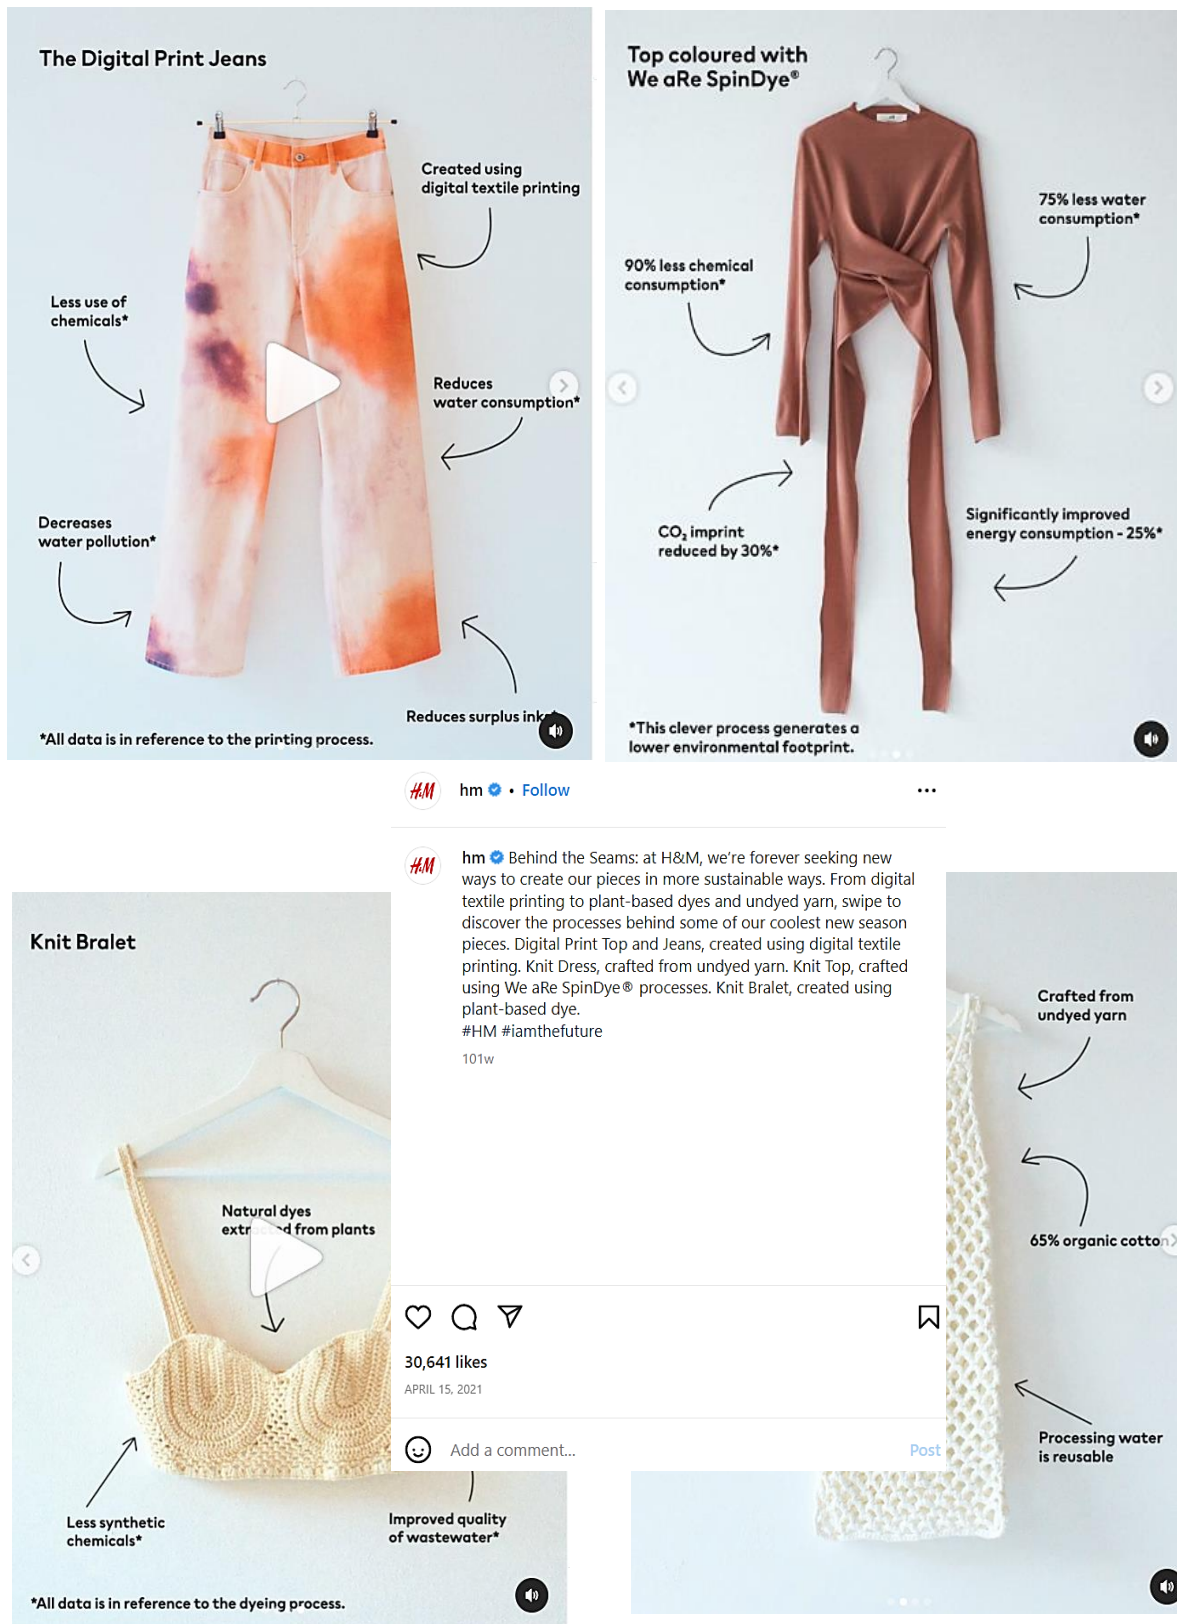 The Digital Print Jeans
Created using
digital textile printing
Less use of
chemicals*
Reduces
water consumption*
Decreases
water pollution*
Reduces surplus ink
*All data is in reference to the printing process.
Top coloured with
We aRe SpinDye®
75% less water
consumption*
90% less chemical
consumption*
CO₂ imprint
reduced by 30%*
Significantly improved
energy consumption - 25%*
*This clever process generates a
lower environmental footprint.
H&M hm • Follow
H&M hm Behind the Seams: at H&M, we’re forever seeking new
ways to create our pieces in more sustainable ways. From digital
textile printing to plant-based dyes and undyed yarn, swipe to
discover the processes behind some of our coolest new season
pieces. Digital Print Top and Jeans, created using digital textile
printing. Knit Dress, crafted from undyed yarn. Knit Top, crafted
using We aRe SpinDye® processes. Knit Bralet, created using
plant-based dye.
#HM #iamthefuture
101w
30,641 likes
APRIL 15, 2021
Add a comment...
Post
Knit Bralet
Natural dyes
extracted from plants
Less synthetic
chemicals*
Improved quality
of wastewater*
*All data is in reference to the dyeing process.
Crafted from
undyed yarn
65% organic cotton
Processing water
is reusable